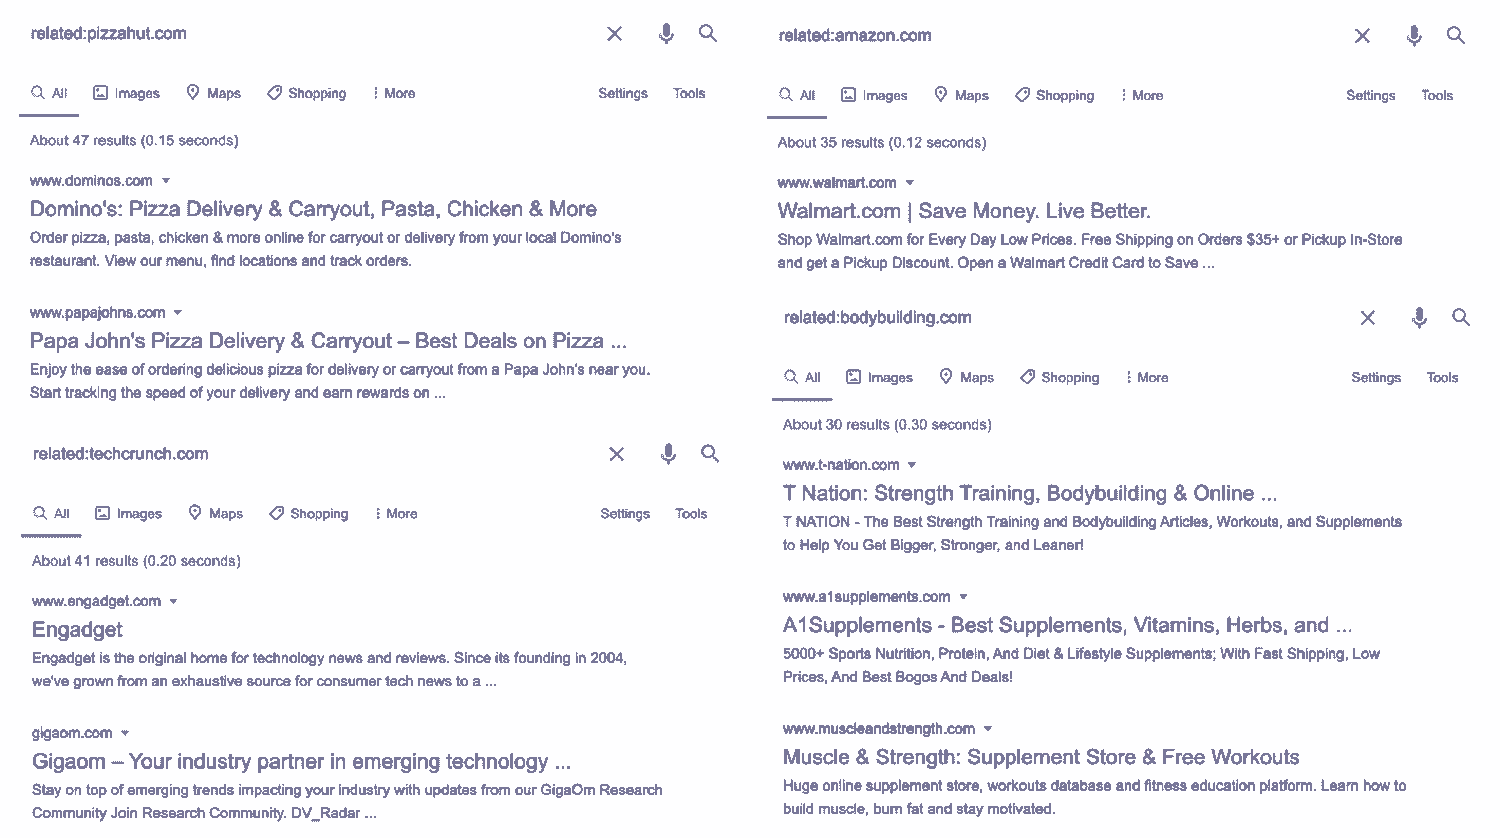 related:pizzahut.com
All Images Maps Shopping More Settings Tools
About 47 results (0.15 seconds)
www.dominos.com
Domino's: Pizza Delivery & Carryout, Pasta, Chicken & More
Order pizza, pasta, chicken & more online for carryout or delivery from your local Domino's
restaurant. View our menu, find locations and track orders.
www.papajohns.com
Papa John's Pizza Delivery & Carryout – Best Deals on Pizza ...
Enjoy the ease of ordering delicious pizza for delivery or carryout from a Papa John's near you.
Start tracking the speed of your delivery and earn rewards on ...
related:techcrunch.com
All Images Maps Shopping More Settings Tools
About 41 results (0.20 seconds)
www.engadget.com
Engadget
Engadget is the original home for technology news and reviews. Since its founding in 2004,
we've grown from an exhaustive source for consumer tech news to a ...
gigaom.com
Gigaom – Your industry partner in emerging technology ...
Stay on top of emerging trends impacting your industry with updates from our GigaOm Research
Community Join Research Community. DV_Radar ...
related:amazon.com
All Images Maps Shopping More Settings Tools
About 35 results (0.12 seconds)
www.walmart.com
Walmart.com | Save Money. Live Better.
Shop Walmart.com for Every Day Low Prices. Free Shipping on Orders $35+ or Pickup In-Store
and get a Pickup Discount. Open a Walmart Credit Card to Save ...
related:bodybuilding.com
All Images Maps Shopping More Settings Tools
About 30 results (0.30 seconds)
www.t-nation.com
T Nation: Strength Training, Bodybuilding & Online ...
T NATION - The Best Strength Training and Bodybuilding Articles, Workouts, and Supplements
to Help You Get Bigger, Stronger, and Leaner!
www.a1supplements.com
A1Supplements - Best Supplements, Vitamins, Herbs, and ...
5000+ Sports Nutrition, Protein, And Diet & Lifestyle Supplements; With Fast Shipping, Low
Prices, And Best Bogos And Deals!
www.muscleandstrength.com
Muscle & Strength: Supplement Store & Free Workouts
Huge online supplement store, workouts database and fitness education platform. Learn how to
build muscle, burn fat and stay motivated.